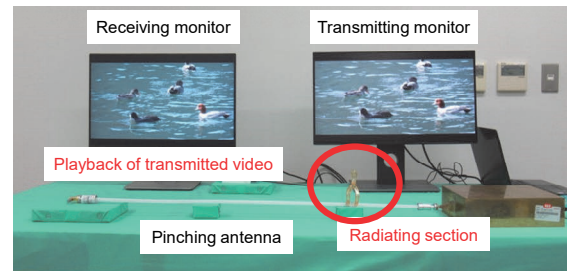 Receiving monitor
Transmitting monitor
Playback of transmitted video
Pinching antenna
Radiating section